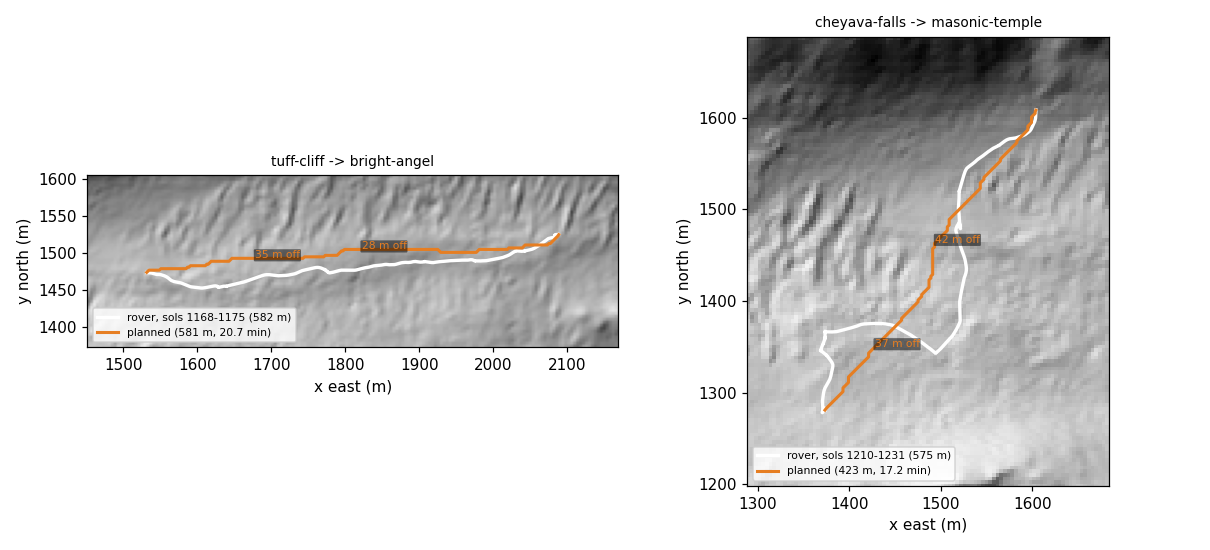 tuff-cliff -> bright-angel
1600
1550
1500
1450
1400
y north (m)
35 m off
28 m off
rover, sols 1168-1175 (582 m)
planned (581 m, 20.7 min)
1500 1600 1700 1800 1900 2000 2100
x east (m)
cheyava-falls -> masonic-temple
1600
1500
1400
1300
1200
y north (m)
42 m off
37 m off
rover, sols 1210-1231 (575 m)
planned (423 m, 17.2 min)
1300 1400 1500 1600
x east (m)